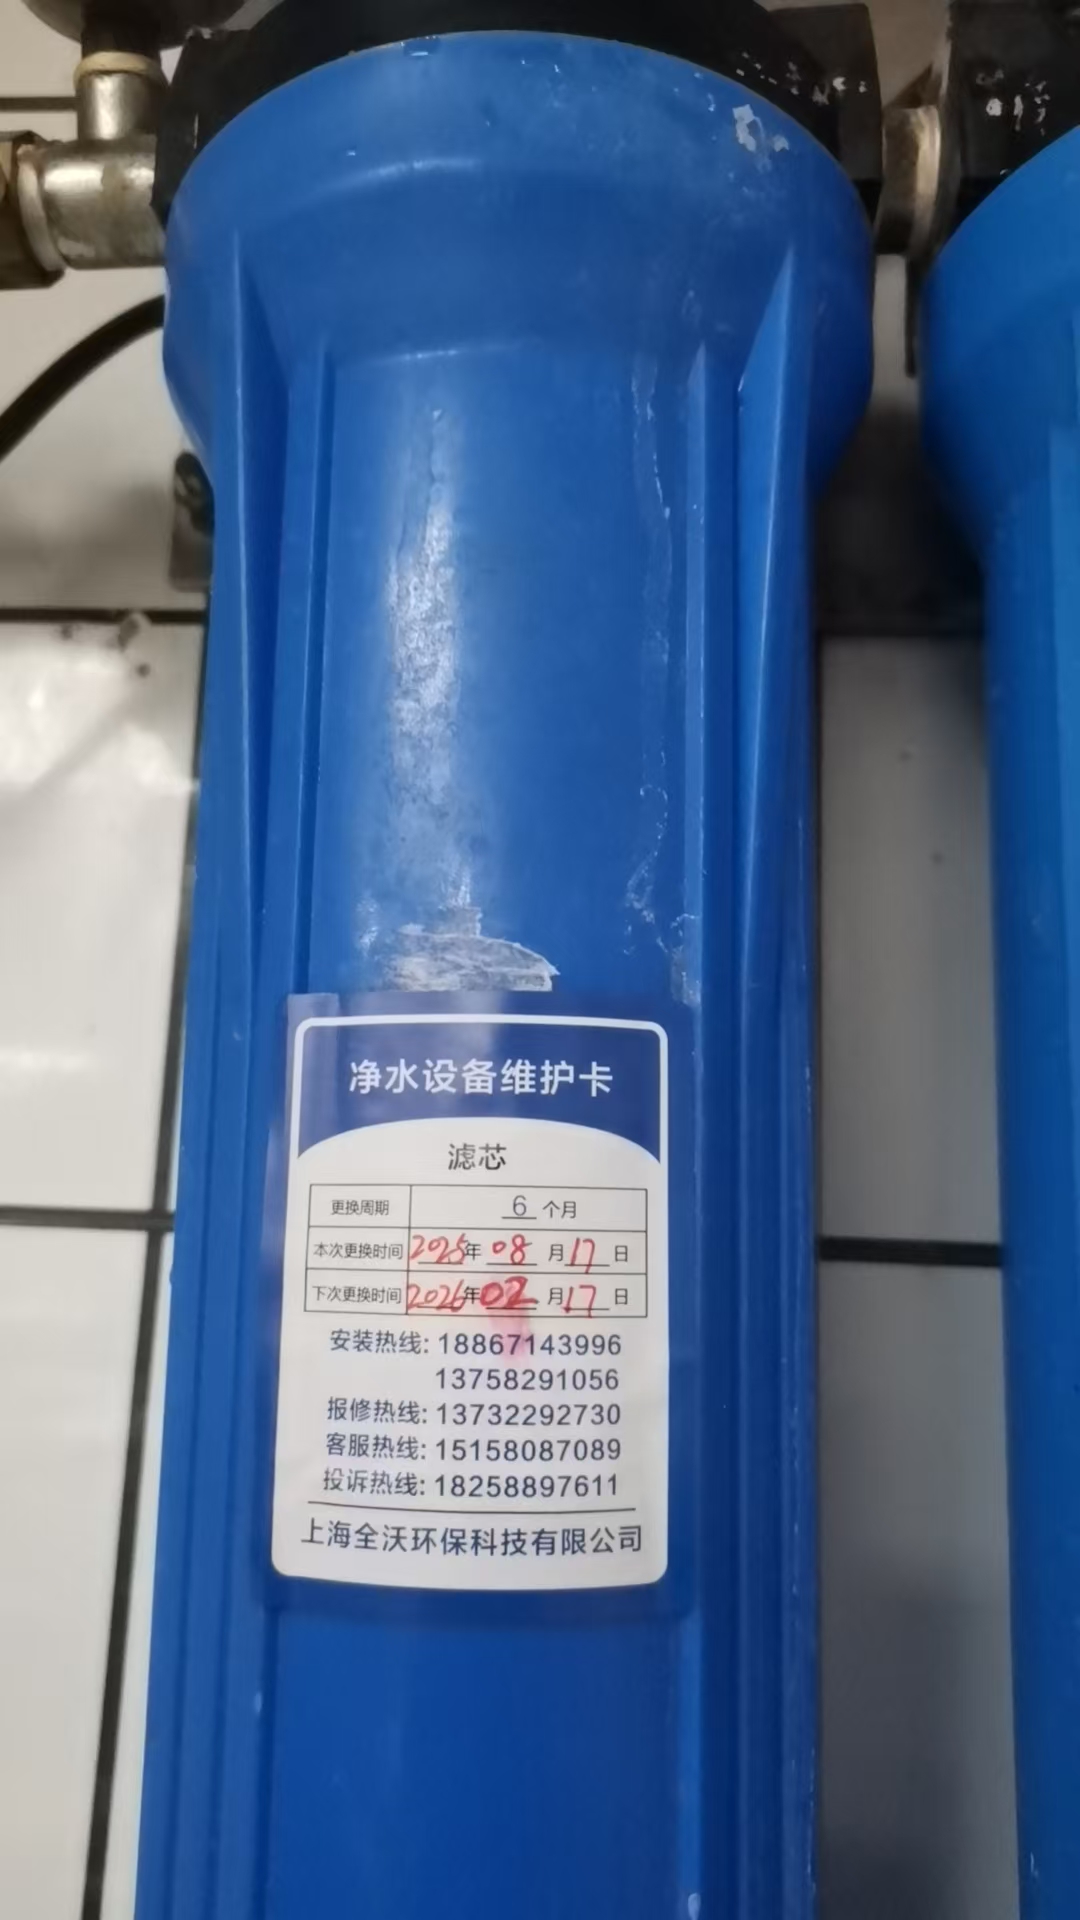 净水设备维护卡
滤芯
更换周期 6 个月
本次更换时间 2025年 08 月 17 日
下次更换时间 2026年 02 月 17 日
安装热线: 18867143996
13758291056
报修热线: 13732292730
客服热线: 15158087089
投诉热线: 18258897611
上海全沃环保科技有限公司